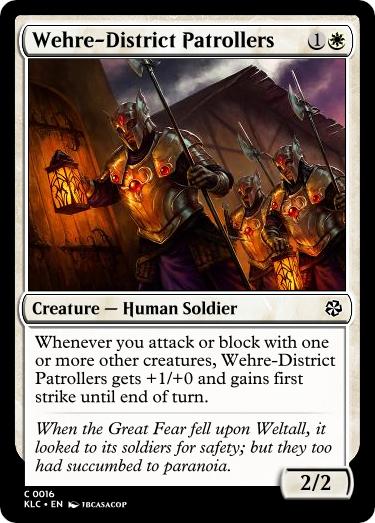 Wehre-District Patrollers 1
Creature — Human Soldier
Whenever you attack or block with one
or more other creatures, Wehre-District
Patrollers gets +1/+0 and gains first
strike until end of turn.
When the Great Fear fell upon Weltall, it
looked to its soldiers for safety; but they too
had succumbed to paranoia.
2/2
C 0016
KLC • EN JBCASACOP